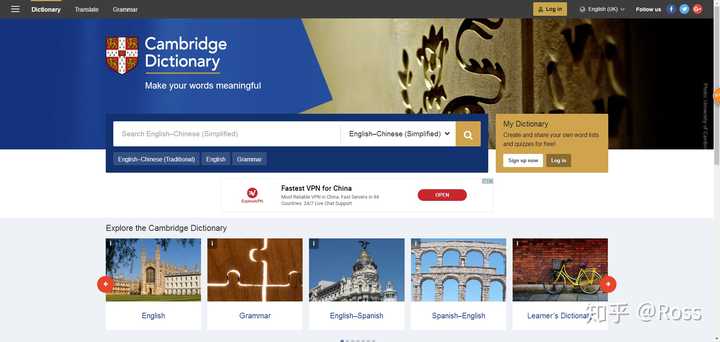 Dictionary Translate Grammar Log in English (UK) Follow us
Cambridge
Dictionary
Make your words meaningful
Search English–Chinese (Simplified) English–Chinese (Simplified)
English–Chinese (Traditional) English Grammar
My Dictionary
Create and share your own word lists
and quizzes for free!
Sign up now Log in
ExpressVPN
Fastest VPN for China
Most Reliable VPN in China. Fast Servers in 94
Countries. 24/7 Live Chat Support
OPEN
Explore the Cambridge Dictionary
English Grammar English–Spanish Spanish–English Learner's Dictionary
知乎 @Ross